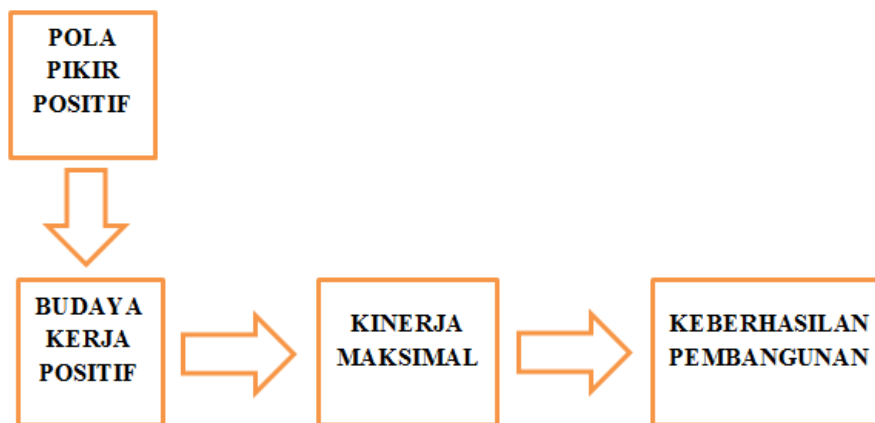 POLA
PIKIR
POSITIF
BUDAYA
KERJA
POSITIF
KINERJA
MAKSIMAL
KEBERHASILAN
PEMBANGUNAN